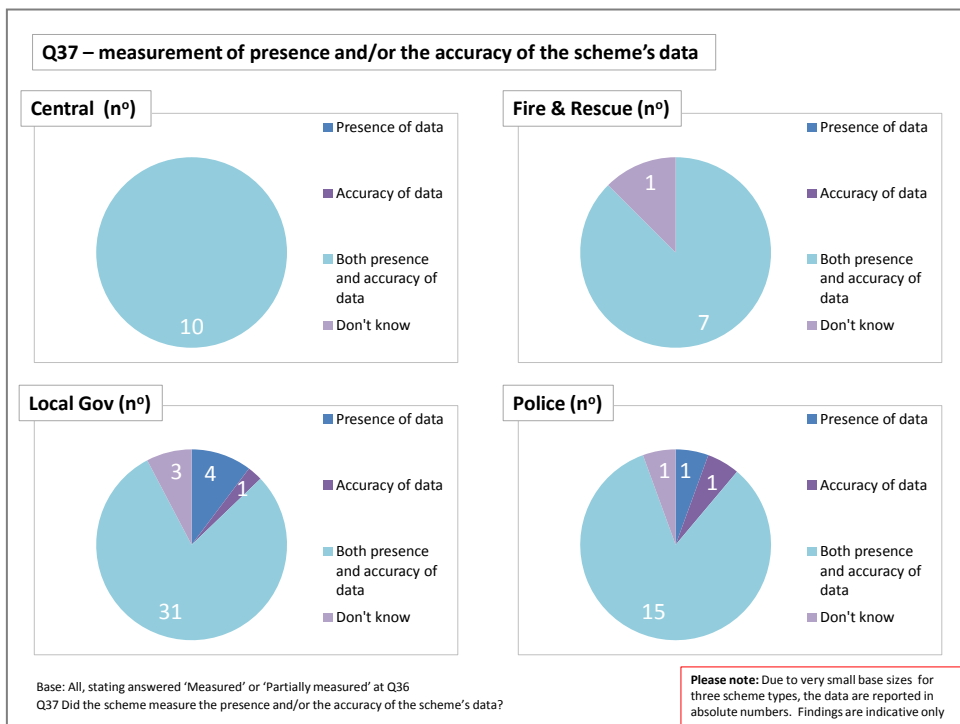 Q37 – measurement of presence and/or the accuracy of the scheme's data
Central (nº)
Presence of data
Accuracy of data
Both presence
and accuracy of
data
Don't know
10
Fire & Rescue (nº)
Presence of data
Accuracy of data
Both presence
and accuracy of
data
Don't know
1
7
Local Gov (nº)
Presence of data
Accuracy of data
Both presence
and accuracy of
data
Don't know
3
4
1
31
Police (nº)
Presence of data
Accuracy of data
Both presence
and accuracy of
data
Don't know
1
1
1
15
Base: All, stating answered 'Measured' or 'Partially measured' at Q36
Q37 Did the scheme measure the presence and/or the accuracy of the scheme's data?
Please note: Due to very small base sizes for
three scheme types, the data are reported in
absolute numbers. Findings are indicative only